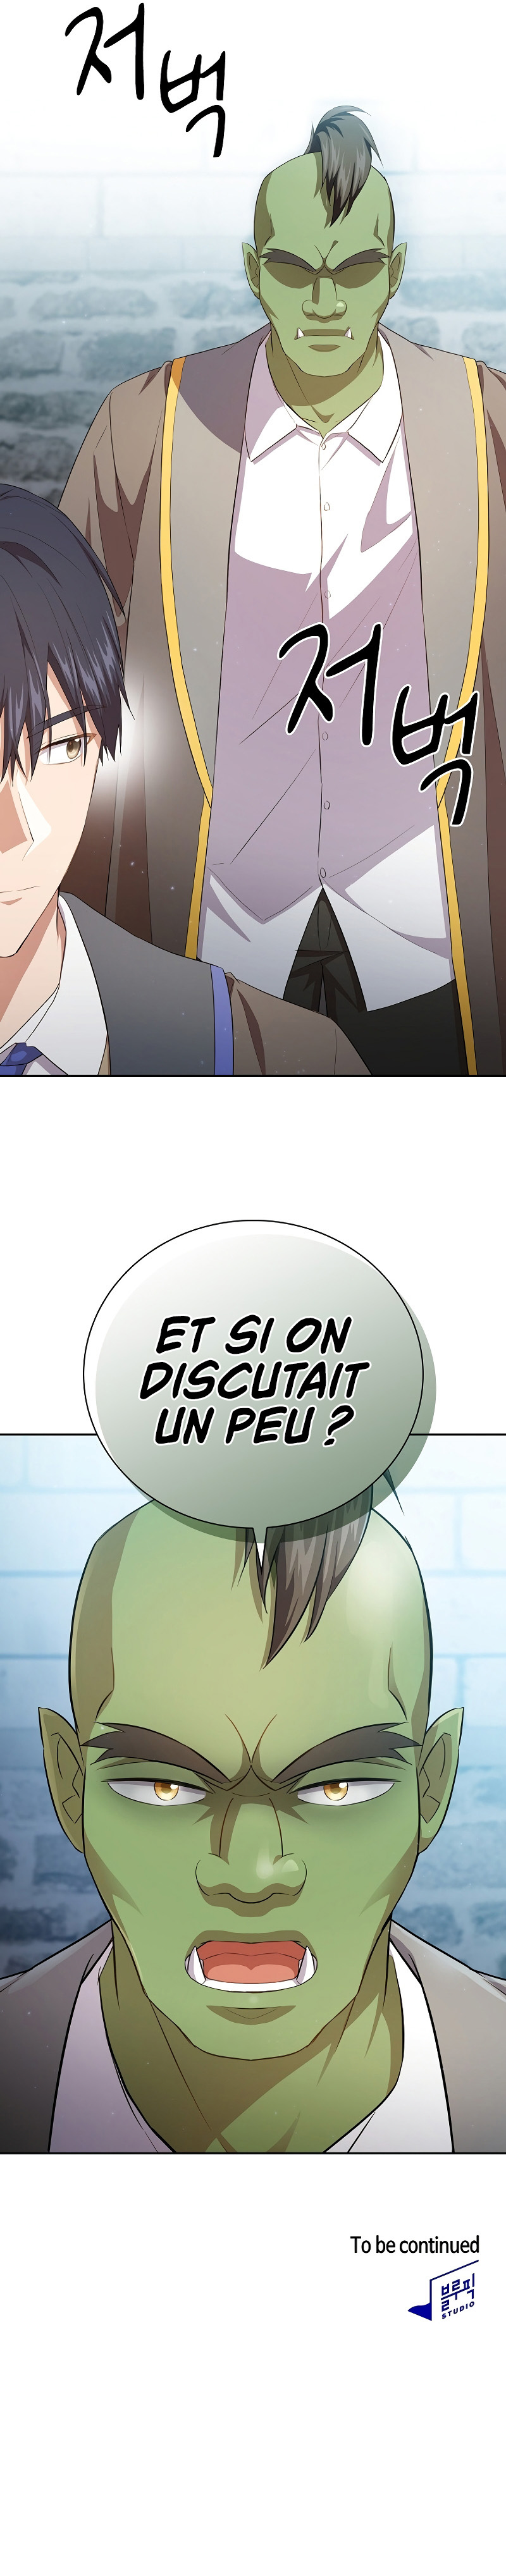 저벅
저벅
ET SI ON
DISCUTAIT
UN PEU ?
To be continued
블루픽
STUDIO